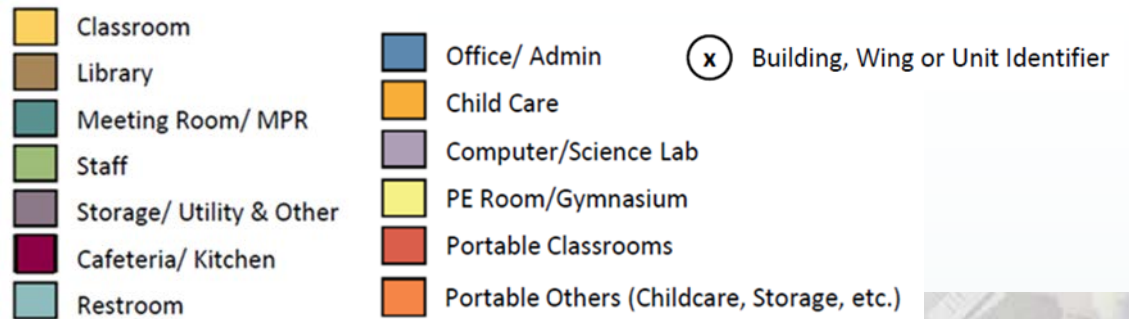 Classroom
Library
Meeting Room/ MPR
Staff
Storage/ Utility & Other
Cafeteria/ Kitchen
Restroom
Office/ Admin
Child Care
Computer/Science Lab
PE Room/Gymnasium
Portable Classrooms
Portable Others (Childcare, Storage, etc.)
x Building, Wing or Unit Identifier